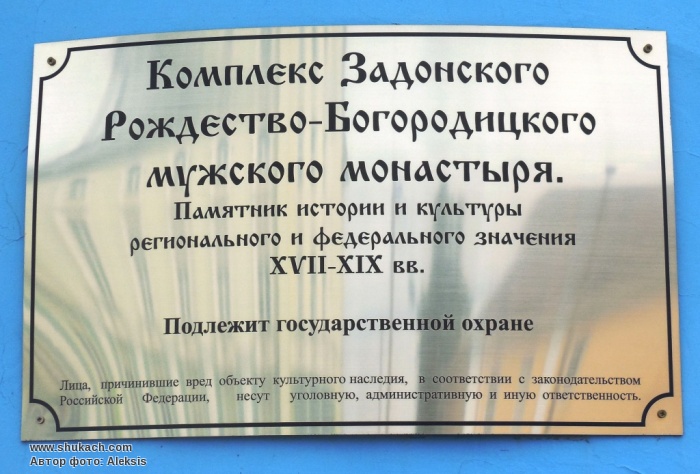 Комплекс Задонского
Рождество-Богородицкого
мужского монастыря.
Памятник истории и культуры
регионального и федерального значения
XVII-XIX вв.
Подлежит государственной охране
Лица, причинившие вред объекту культурного наследия, в соответствии с законодательством
Российской Федерации, несут уголовную, административную и иную ответственность.
www.shukach.com
Автор фото: Aleksis